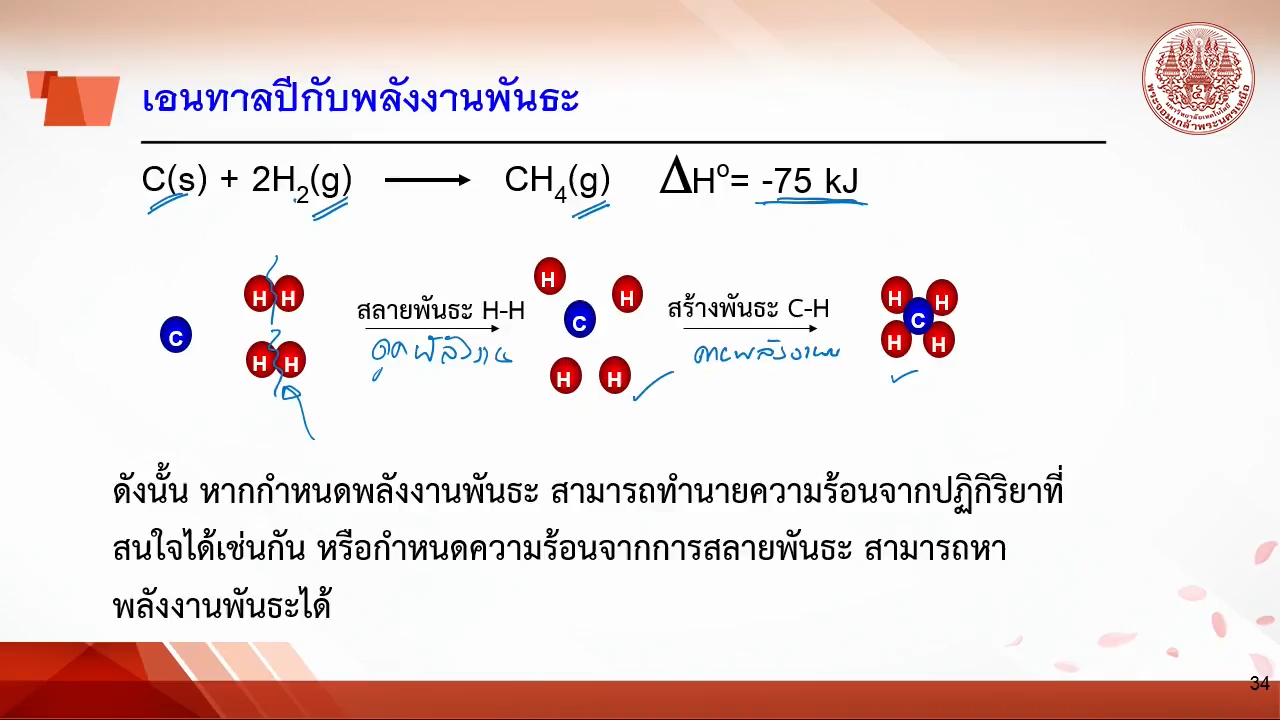 เอนทาลปีกับพลังงานพันธะ
C(s) + 2H2(g) → CH4(g) ΔHº= -75 kJ
H H
H H
C
สลายพันธะ H-H
ดูดพลังงาน
H
H
C
H
H
สร้างพันธะ C-H
คายพลังงาน
H
H
C
H
H
ดังนั้น หากกำหนดพลังงานพันธะ สามารถทำนายความร้อนจากปฏิกิริยาที่
สนใจได้เช่นกัน หรือกำหนดความร้อนจากการสลายพันธะ สามารถหา
พลังงานพันธะได้
34